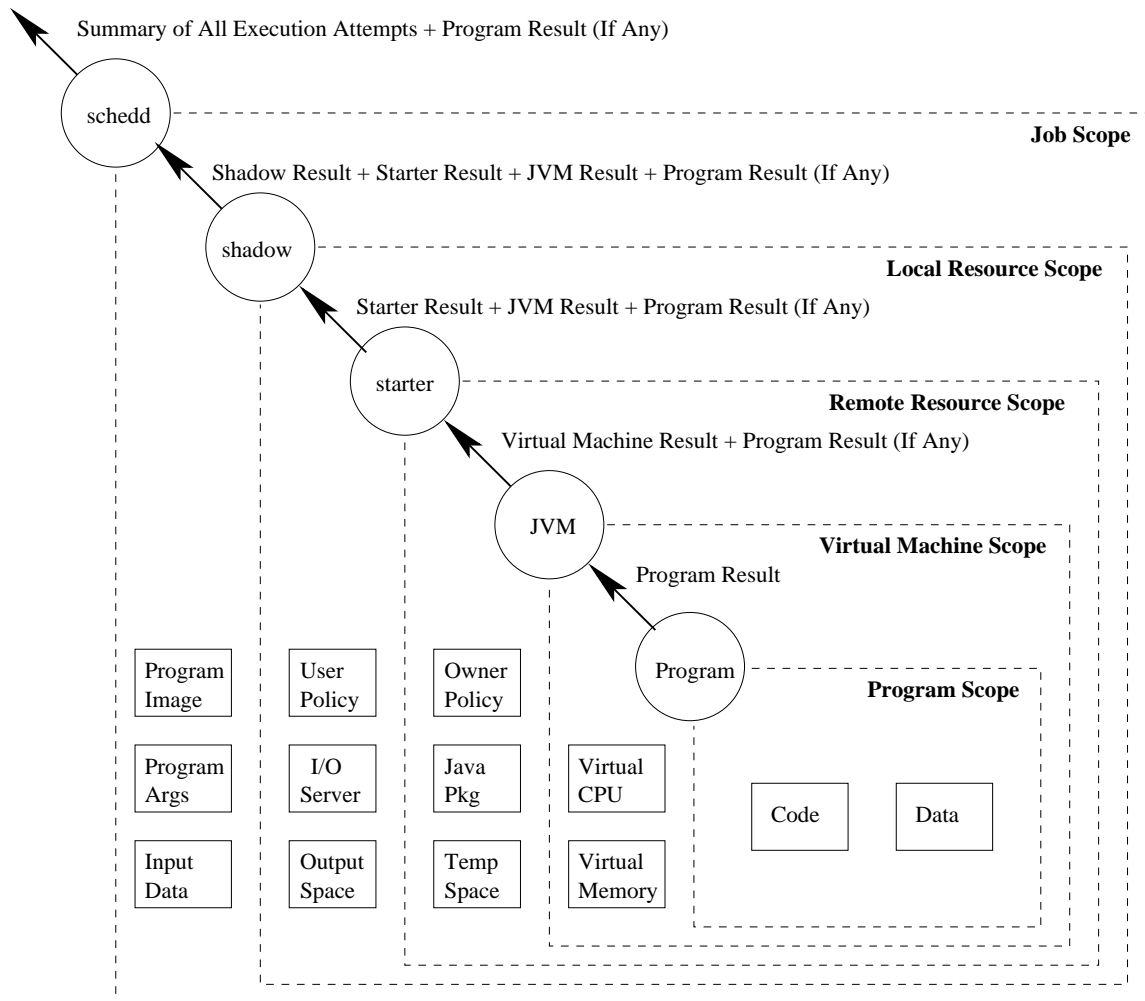 Summary of All Execution Attempts + Program Result (If Any)
schedd
Job Scope
Shadow Result + Starter Result + JVM Result + Program Result (If Any)
shadow
Local Resource Scope
Starter Result + JVM Result + Program Result (If Any)
starter
Remote Resource Scope
Virtual Machine Result + Program Result (If Any)
JVM
Virtual Machine Scope
Program Result
Program
Program Scope
Program
Image
User
Policy
Owner
Policy
Program
Args
I/O
Server
Java
Pkg
Virtual
CPU
Code
Data
Input
Data
Output
Space
Temp
Space
Virtual
Memory